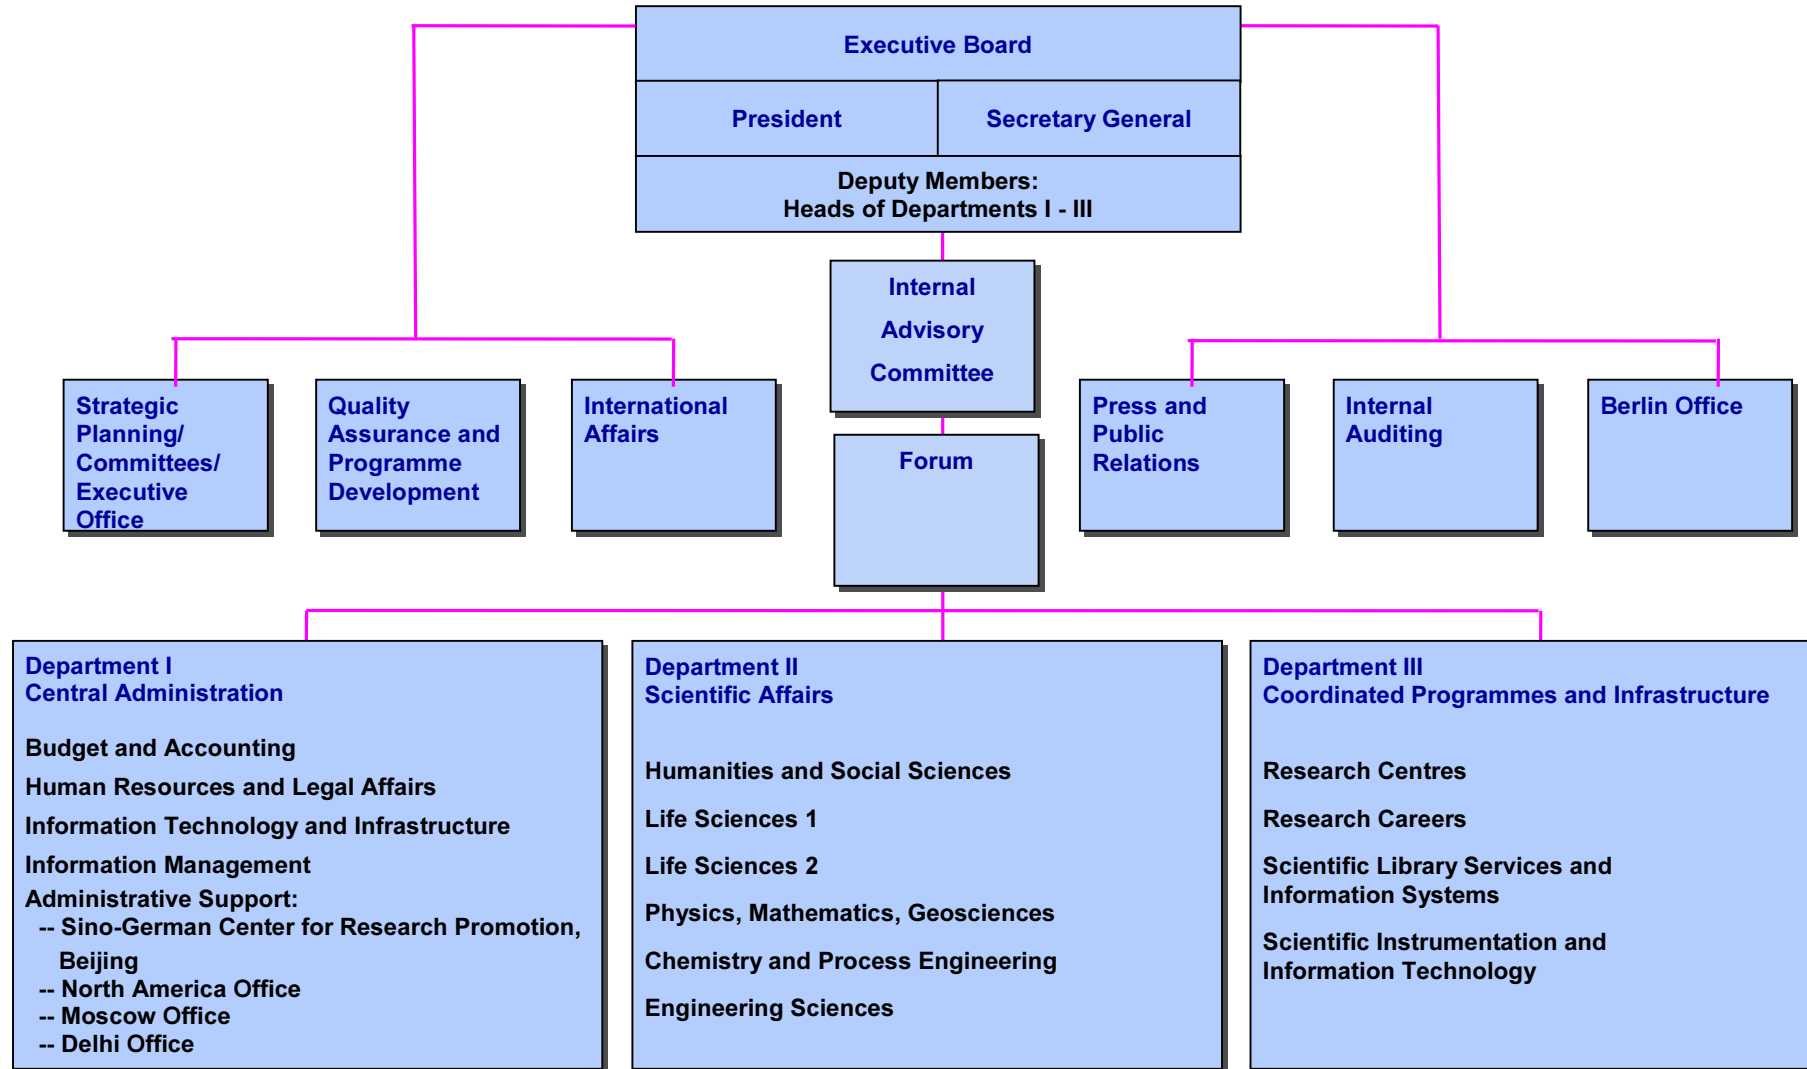 Executive Board
President
Secretary General
Deputy Members:
Heads of Departments I - III
Internal
Advisory
Committee
Strategic
Planning/
Committees/
Executive
Office
Quality
Assurance and
Programme
Development
International
Affairs
Forum
Press and
Public
Relations
Internal
Auditing
Berlin Office
Department I
Central Administration
Budget and Accounting
Human Resources and Legal Affairs
Information Technology and Infrastructure
Information Management
Administrative Support:
-- Sino-German Center for Research Promotion,
Beijing
-- North America Office
-- Moscow Office
-- Delhi Office
Department II
Scientific Affairs
Humanities and Social Sciences
Life Sciences 1
Life Sciences 2
Physics, Mathematics, Geosciences
Chemistry and Process Engineering
Engineering Sciences
Department III
Coordinated Programmes and Infrastructure
Research Centres
Research Careers
Scientific Library Services and
Information Systems
Scientific Instrumentation and
Information Technology